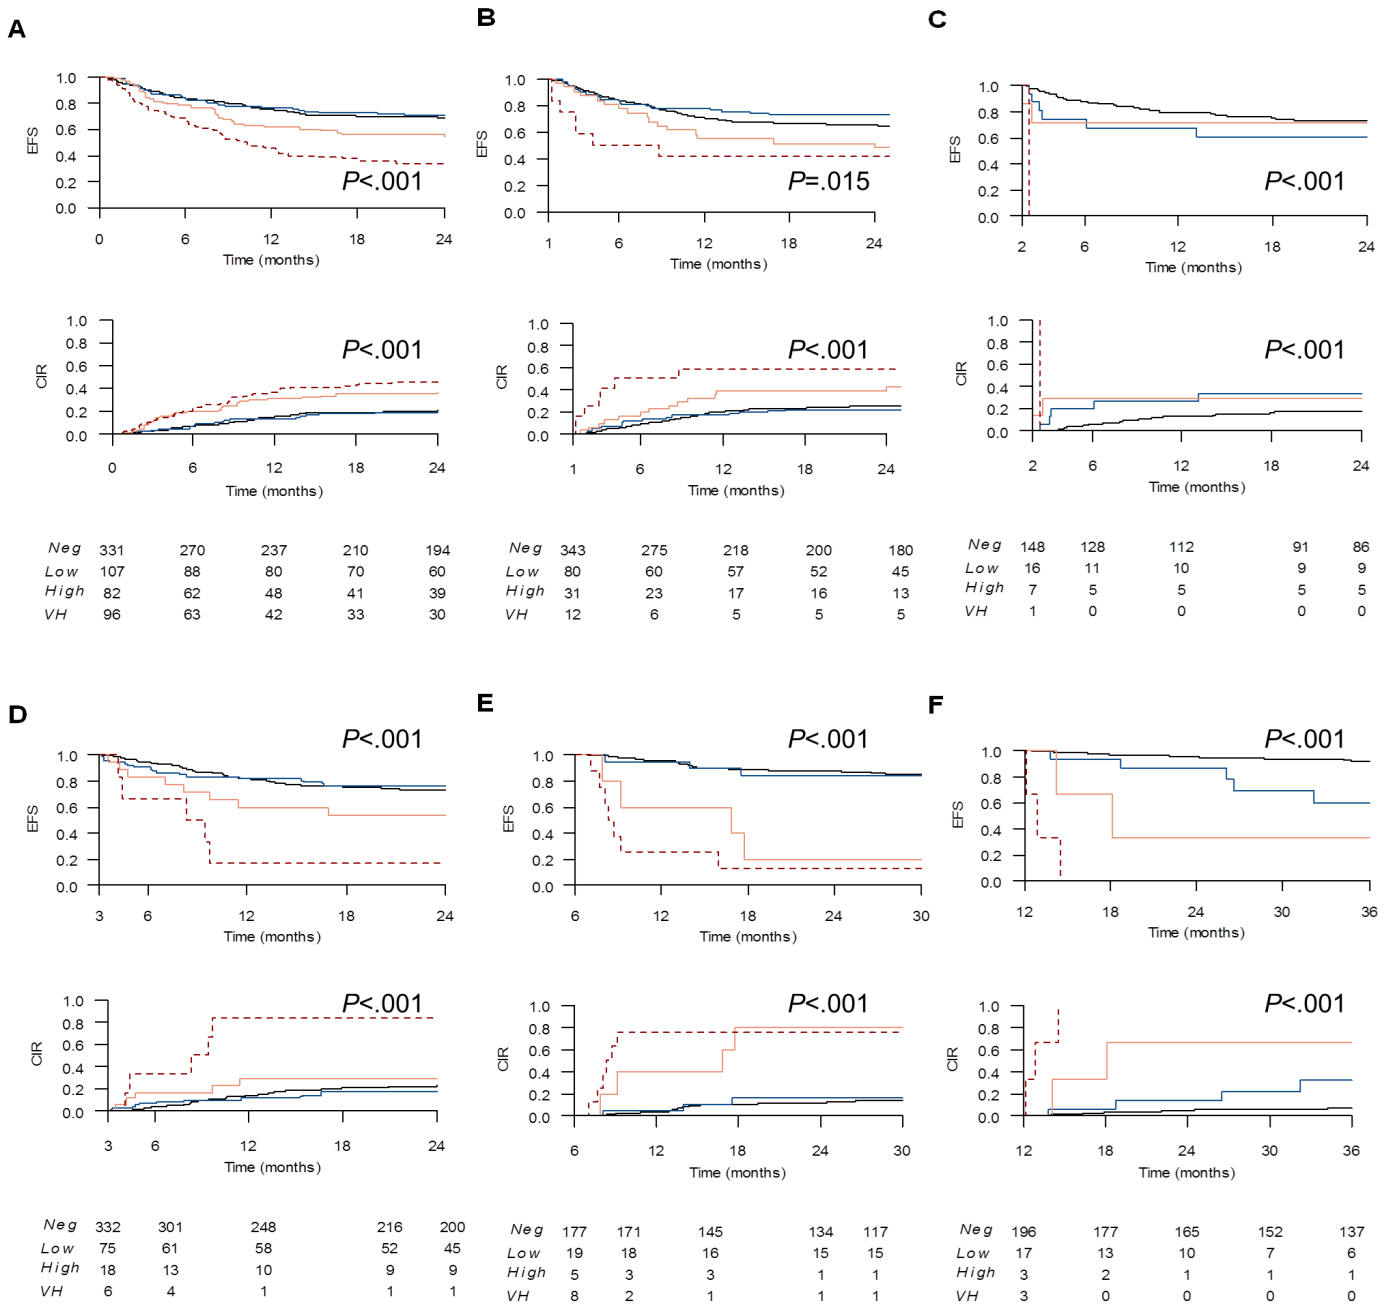 A
1.0
0.8
0.6
0.4
0.2
0.0
EFS
P<.001
0 6 12 18 24
Time (months)
1.0
0.8
0.6
0.4
0.2
0.0
CIR
P<.001
0 6 12 18 24
Time (months)
Neg 331 270 237 210 194
Low 107 88 80 70 60
High 82 62 48 41 39
VH 96 63 42 33 30
B
1.0
0.8
0.6
0.4
0.2
0.0
EFS
P=.015
1 6 12 18 24
Time (months)
1.0
0.8
0.6
0.4
0.2
0.0
CIR
P<.001
1 6 12 18 24
Time (months)
Neg 343 275 218 200 180
Low 80 60 57 52 45
High 31 23 17 16 13
VH 12 6 5 5 5
C
1.0
0.8
0.6
0.4
0.2
0.0
EFS
P<.001
2 6 12 18 24
Time (months)
1.0
0.8
0.6
0.4
0.2
0.0
CIR
P<.001
2 6 12 18 24
Time (months)
Neg 148 128 112 91 86
Low 16 11 10 9 9
High 7 5 5 5 5
VH 1 0 0 0 0
D
P<.001
1.0
0.8
0.6
0.4
0.2
0.0
EFS
3 6 12 18 24
Time (months)
P<.001
1.0
0.8
0.6
0.4
0.2
0.0
CIR
3 6 12 18 24
Time (months)
Neg 332 301 248 216 200
Low 75 61 58 52 45
High 18 13 10 9 9
VH 6 4 1 1 1
E
P<.001
1.0
0.8
0.6
0.4
0.2
0.0
EFS
6 12 18 24 30
Time (months)
P<.001
1.0
0.8
0.6
0.4
0.2
0.0
CIR
6 12 18 24 30
Time (months)
Neg 177 171 145 134 117
Low 19 18 16 15 15
High 5 3 3 1 1
VH 8 2 1 1 1
F
P<.001
1.0
0.8
0.6
0.4
0.2
0.0
EFS
12 18 24 30 36
Time (months)
P<.001
1.0
0.8
0.6
0.4
0.2
0.0
CIR
12 18 24 30 36
Time (months)
Neg 196 177 165 152 137
Low 17 13 10 7 6
High 3 2 1 1 1
VH 3 0 0 0 0